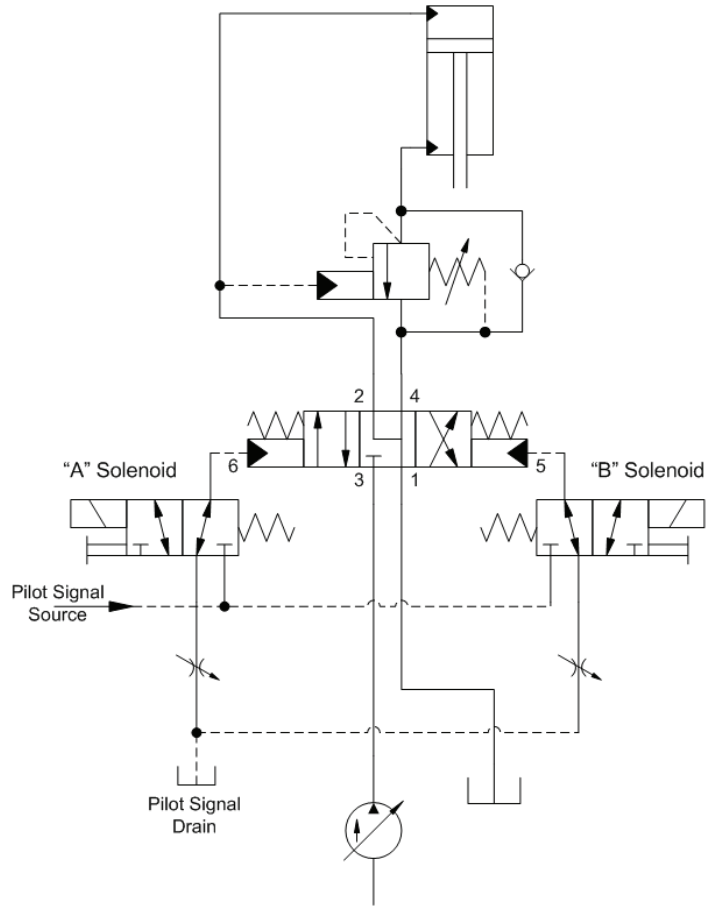 2 4
"A" Solenoid 6 3 1 5 "B" Solenoid
Pilot Signal
Source
Pilot Signal
Drain